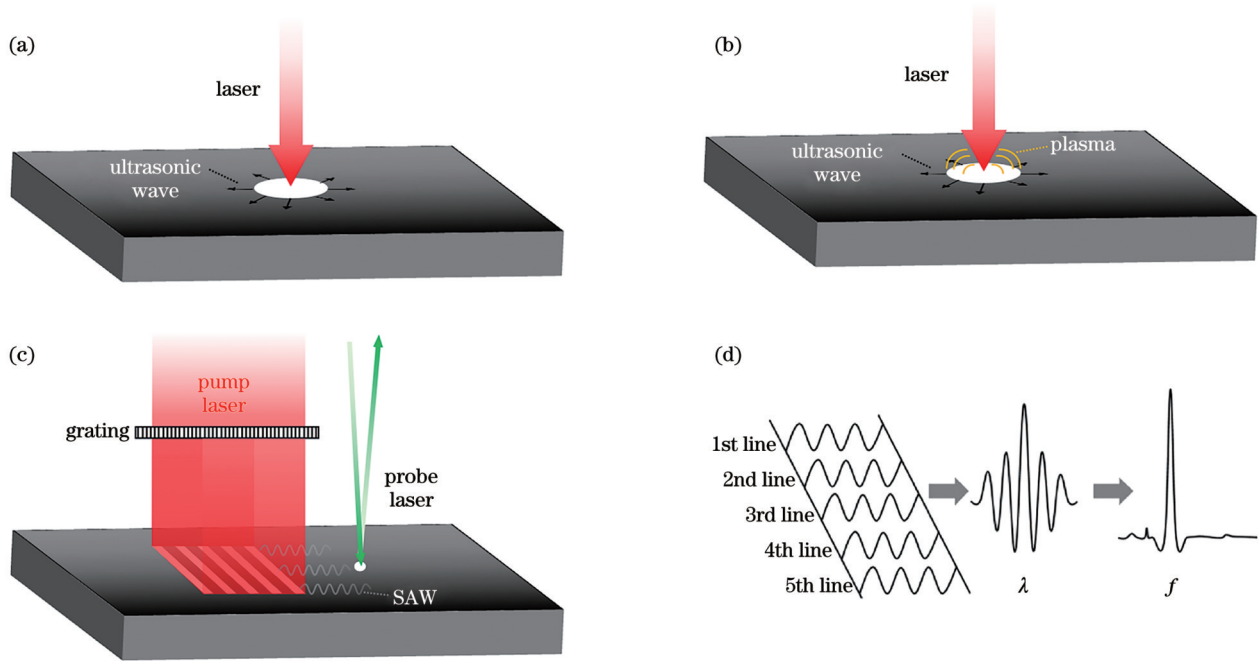 (a)
laser
ultrasonic
wave
(b)
laser
plasma
ultrasonic
wave
(c)
pump
laser
grating
probe
laser
SAW
(d)
1st line
2nd line
3rd line
4th line
5th line
λ
f